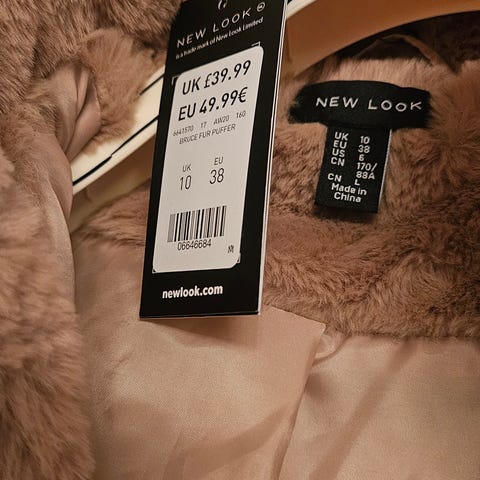 NEW LOOK
is a trade mark of New Look Limited
UK £39.99
EU 49.99€
6641570 17 AW20 160
BRUCE FUR PUFFER
UK EU
10 38
06646684
newlook.com
NEW LOOK
UK 10
EU 38
US 6
CN 170/
88A
CN L
Made in
China